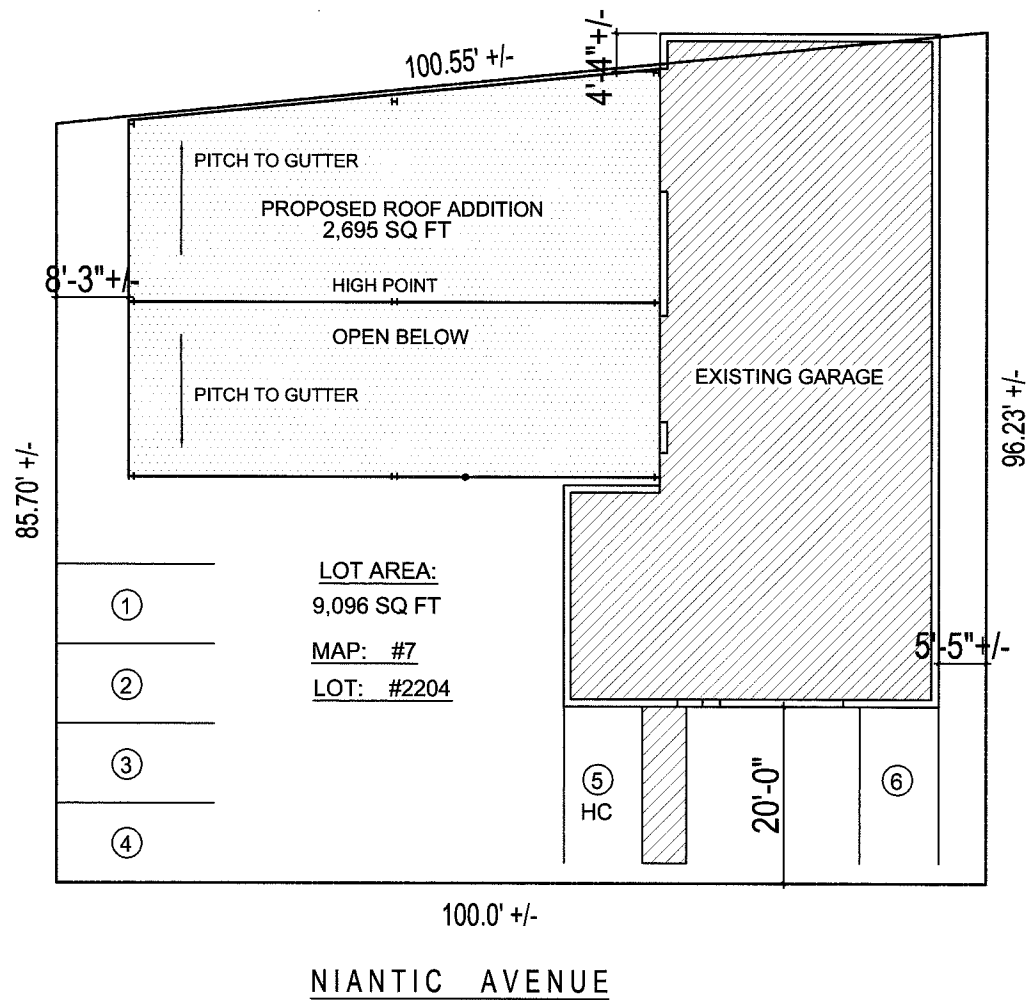 100.55' +/-
4'-4"+/-
PITCH TO GUTTER
PROPOSED ROOF ADDITION
2,695 SQ FT
8'-3"+/-
HIGH POINT
OPEN BELOW
PITCH TO GUTTER
EXISTING GARAGE
96.23' +/-
85.70' +/-
LOT AREA:
9,096 SQ FT
MAP: #7
LOT: #2204
1
2
3
4
5'-5"+/-
5
HC
20'-0"
6
100.0' +/-
NIANTIC AVENUE